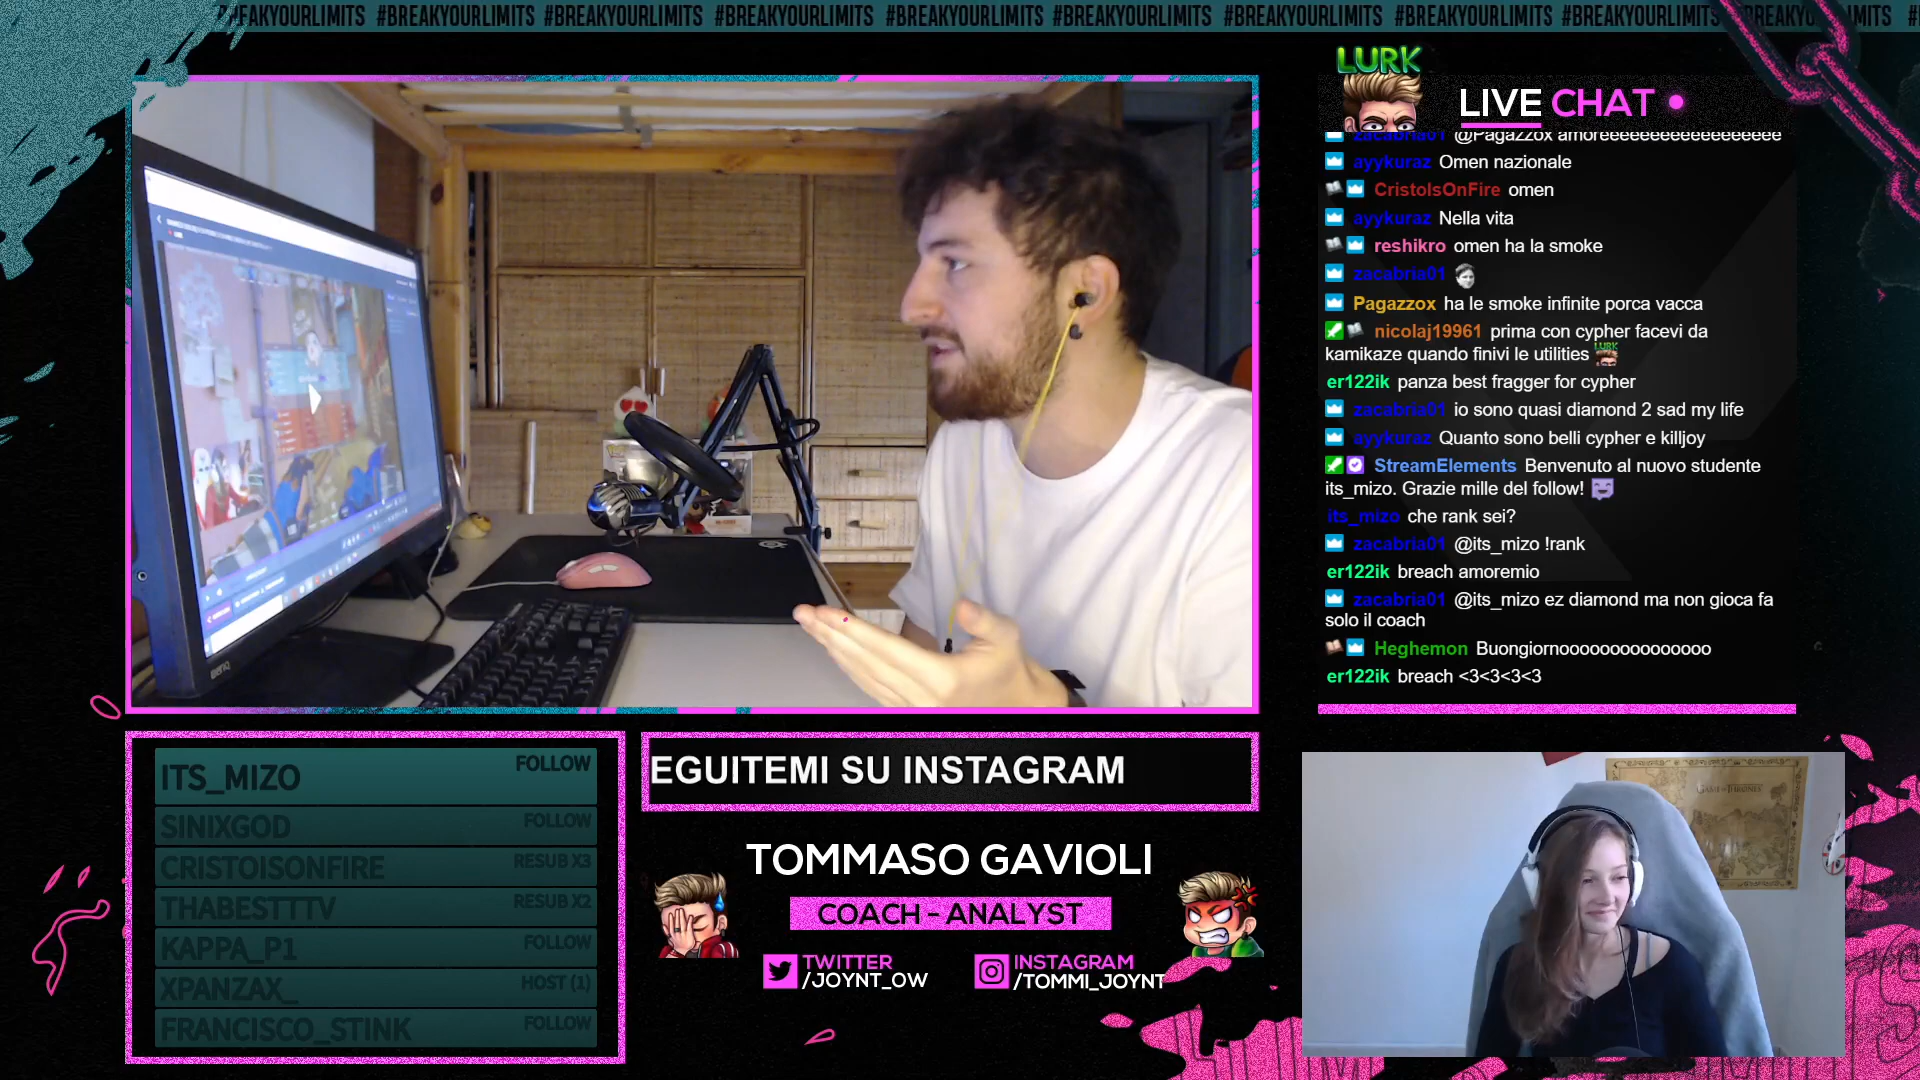 #BREAKYOURLIMITS #BREAKYOURLIMITS #BREAKYOURLIMITS #BREAKYOURLIMITS #BREAKYOURLIMITS #BREAKYOURLIMITS #BREAKYOURLIMITS #BREAKYOURLIMITS
LURK
LIVE CHAT
zacabria01 @Pagazzox amoreeeeeeeeeeeeeeeee
ayykuraz Omen nazionale
CristoIsOnFire omen
ayykuraz Nella vita
reshikro omen ha la smoke
zacabria01
Pagazzox ha le smoke infinite porca vacca
nicolaj19961 prima con cypher facevi da
kamikaze quando finivi le utilities
er122ik panza best fragger for cypher
zacabria01 io sono quasi diamond 2 sad my life
ayykuraz Quanto sono belli cypher e killjoy
StreamElements Benvenuto al nuovo studente
its_mizo. Grazie mille del follow!
its_mizo che rank sei?
zacabria01 @its_mizo !rank
er122ik breach amoremio
zacabria01 @its_mizo ez diamond ma non gioca fa
solo il coach
Heghemon Buongiornooooooooooooooo
er122ik breach <3<3<3<3
BenQ
ITS_MIZO FOLLOW
SINIXGOD FOLLOW
CRISTOISONFIRE RESUB X3
THABESTTTV RESUB X2
KAPPA_P1 FOLLOW
XPANZAX_ HOST (1)
FRANCISCO_STINK FOLLOW
EGUITEMI SU INSTAGRAM
TOMMASO GAVIOLI
COACH - ANALYST
TWITTER
/JOYNT_OW
INSTAGRAM
/TOMMI_JOYNT
GAME OF THRONES